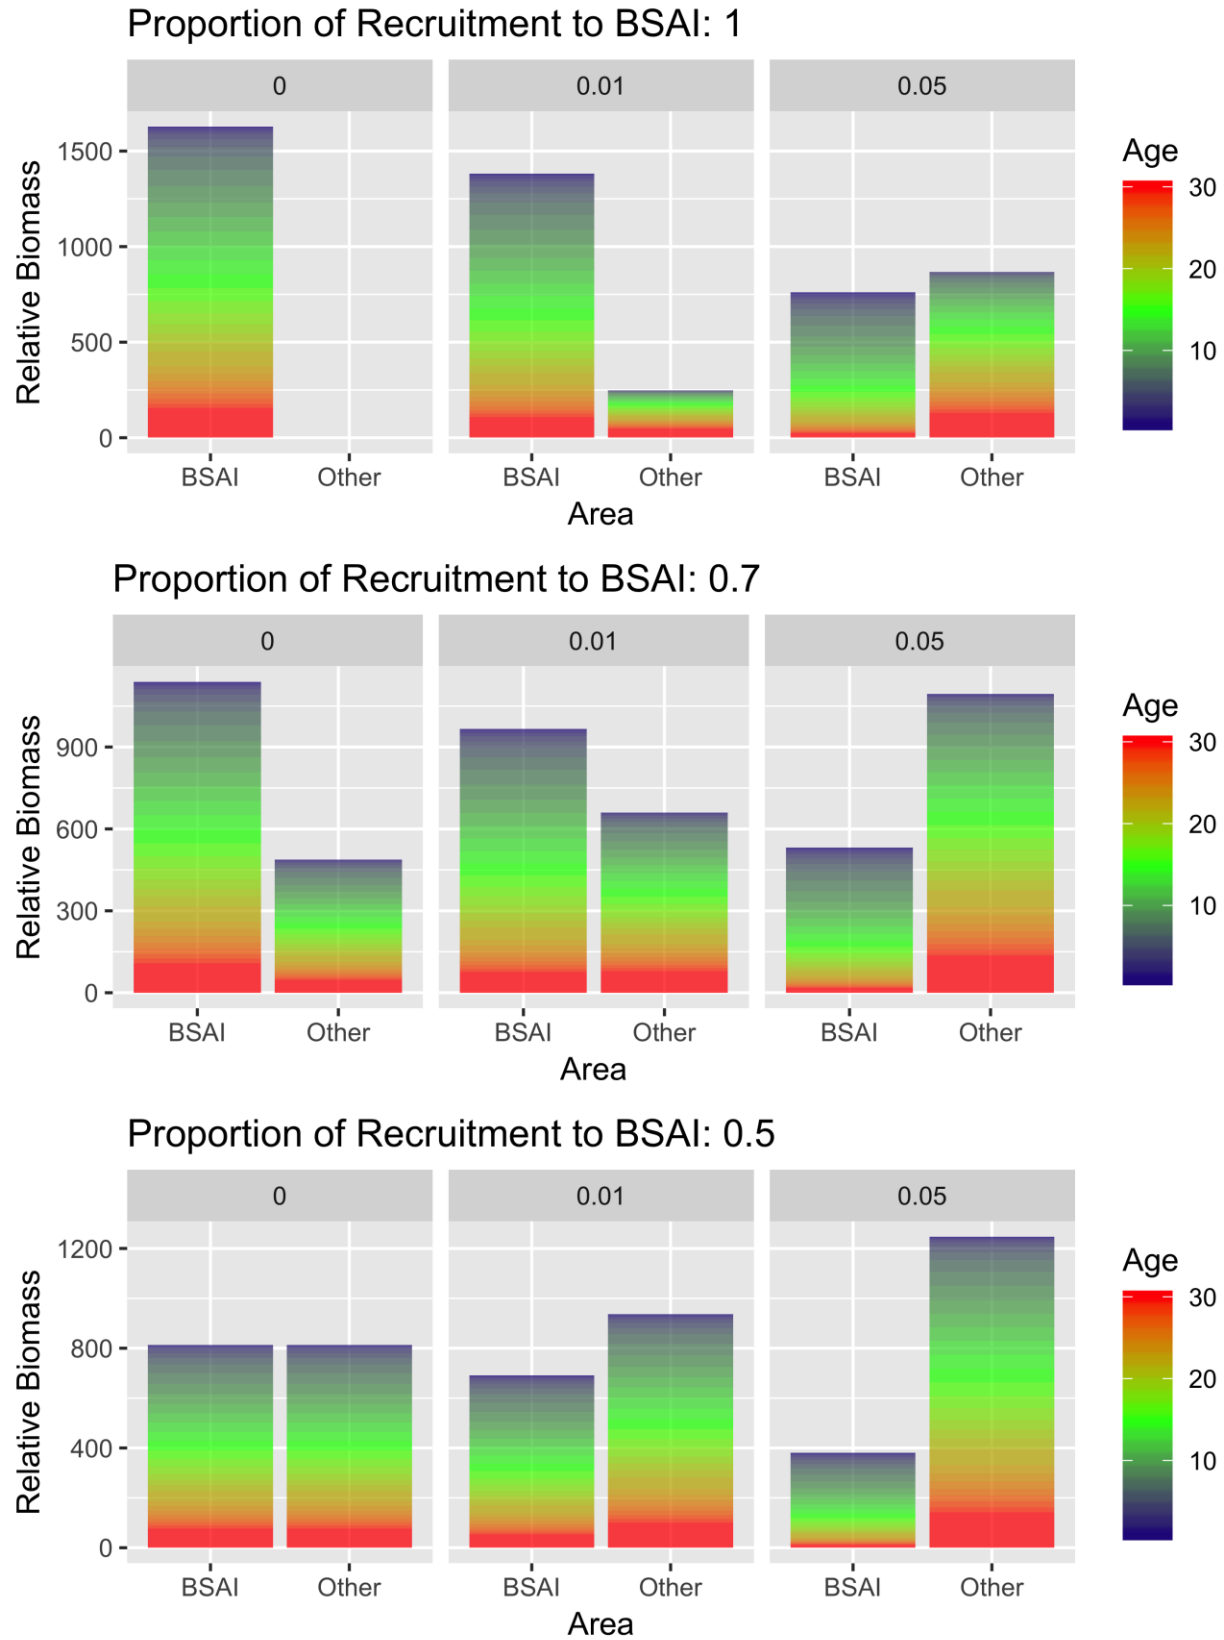 Proportion of Recruitment to BSAI: 1
0 0.01 0.05
Relative Biomass
1500
1000
500
0
BSAI Other BSAI Other BSAI Other
Area
Age
30
20
10
Proportion of Recruitment to BSAI: 0.7
0 0.01 0.05
Relative Biomass
900
600
300
0
BSAI Other BSAI Other BSAI Other
Area
Age
30
20
10
Proportion of Recruitment to BSAI: 0.5
0 0.01 0.05
Relative Biomass
1200
800
400
0
BSAI Other BSAI Other BSAI Other
Area
Age
30
20
10